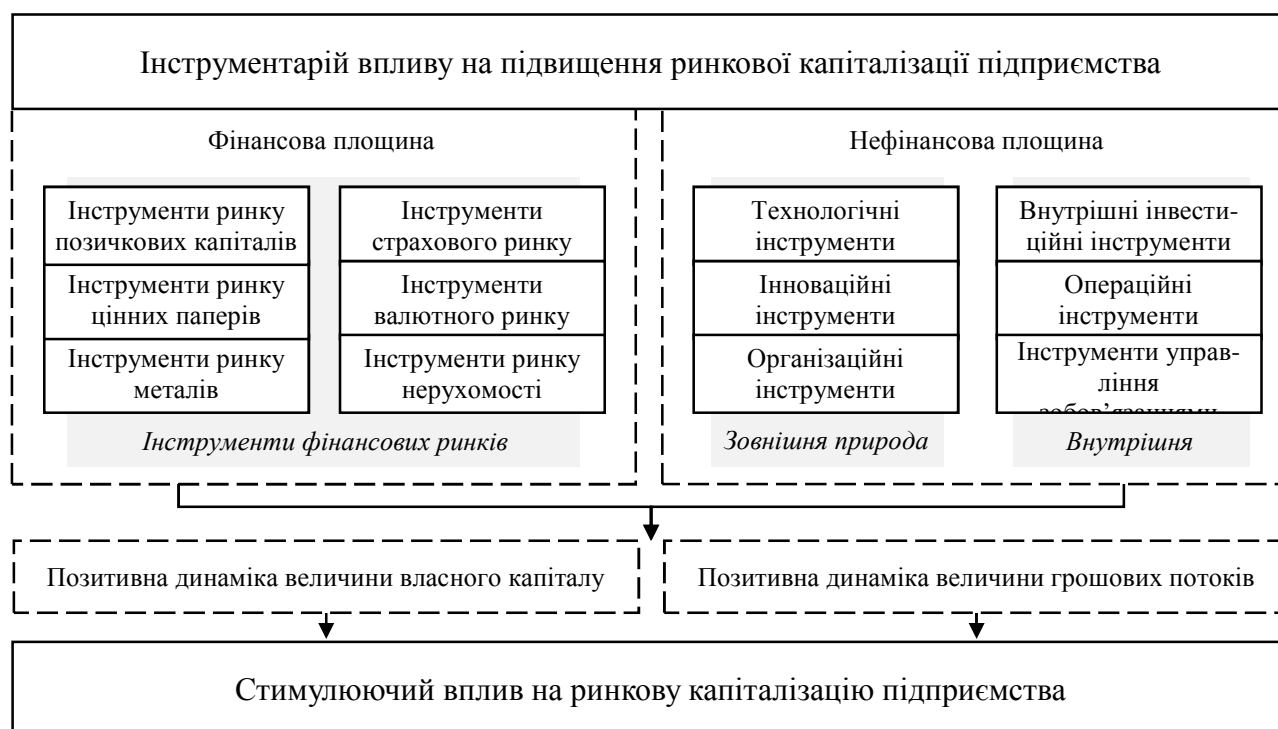 Інструментарій впливу на підвищення ринкової капіталізації підприємства
Фінансова площина
Інструменти ринку
позичкових капіталів
Інструменти ринку
цінних паперів
Інструменти ринку
металів
Інструменти
страхового ринку
Інструменти
валютного ринку
Інструменти ринку
нерухомості
Інструменти фінансових ринків
Нефінансова площина
Технологічні
інструменти
Інноваційні
інструменти
Організаційні
інструменти
Зовнішня природа
Внутрішні інвести-
ційні інструменти
Операційні
інструменти
Інструменти управ-
ління
Внутрішня
Позитивна динаміка величини власного капіталу
Позитивна динаміка величини грошових потоків
Стимулюючий вплив на ринкову капіталізацію підприємства